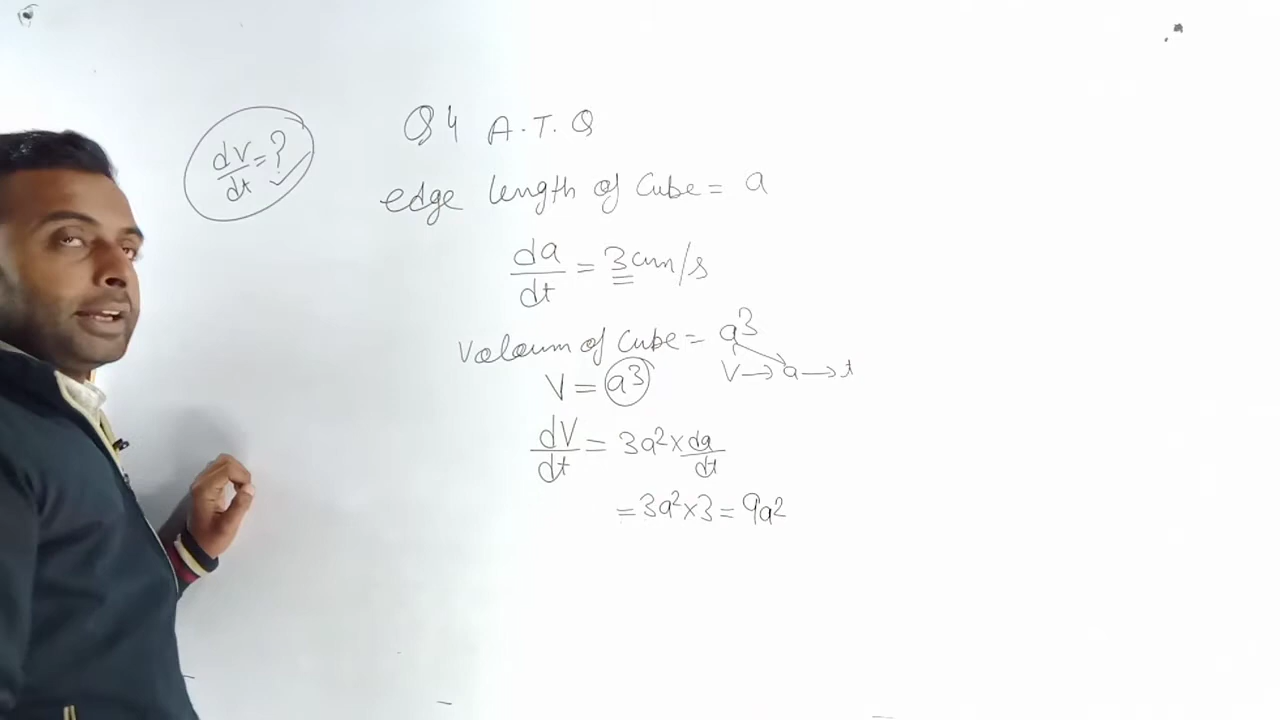 dV/dt = ?
Q4 A.T.Q
edge length of Cube = a
da/dt = 3cm/s
Voloum of Cube = a³
V → a → t
V = a³
dV/dt = 3a² × da/dt
= 3a² × 3 = 9a²